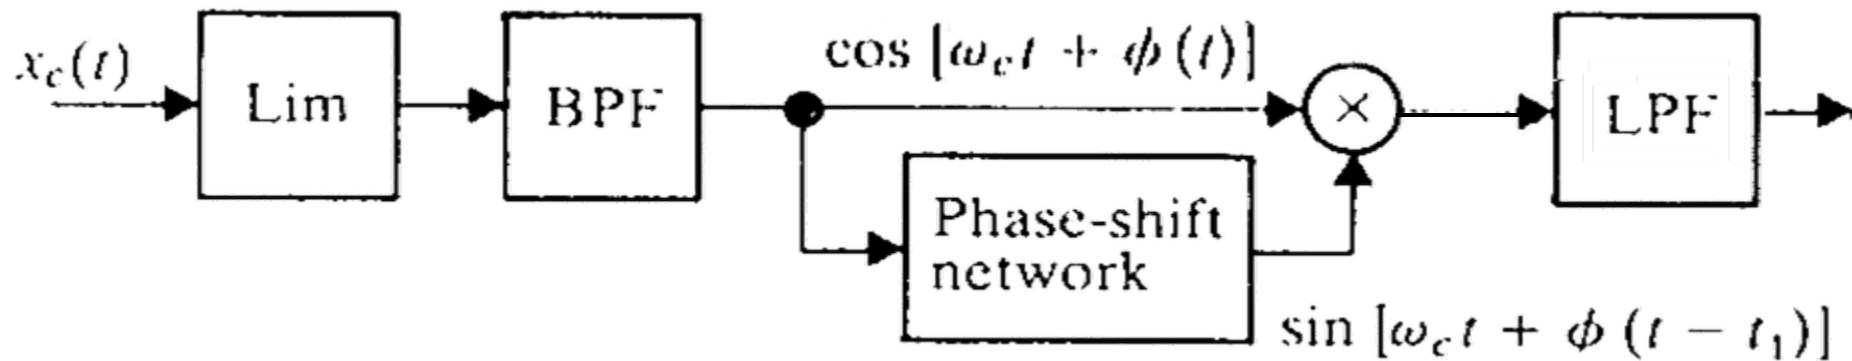 x_c(t)
Lim
BPF
cos [ω_c t + φ (t)]
×
LPF
Phase-shift
network
sin [ω_c t + φ (t − t_1)]